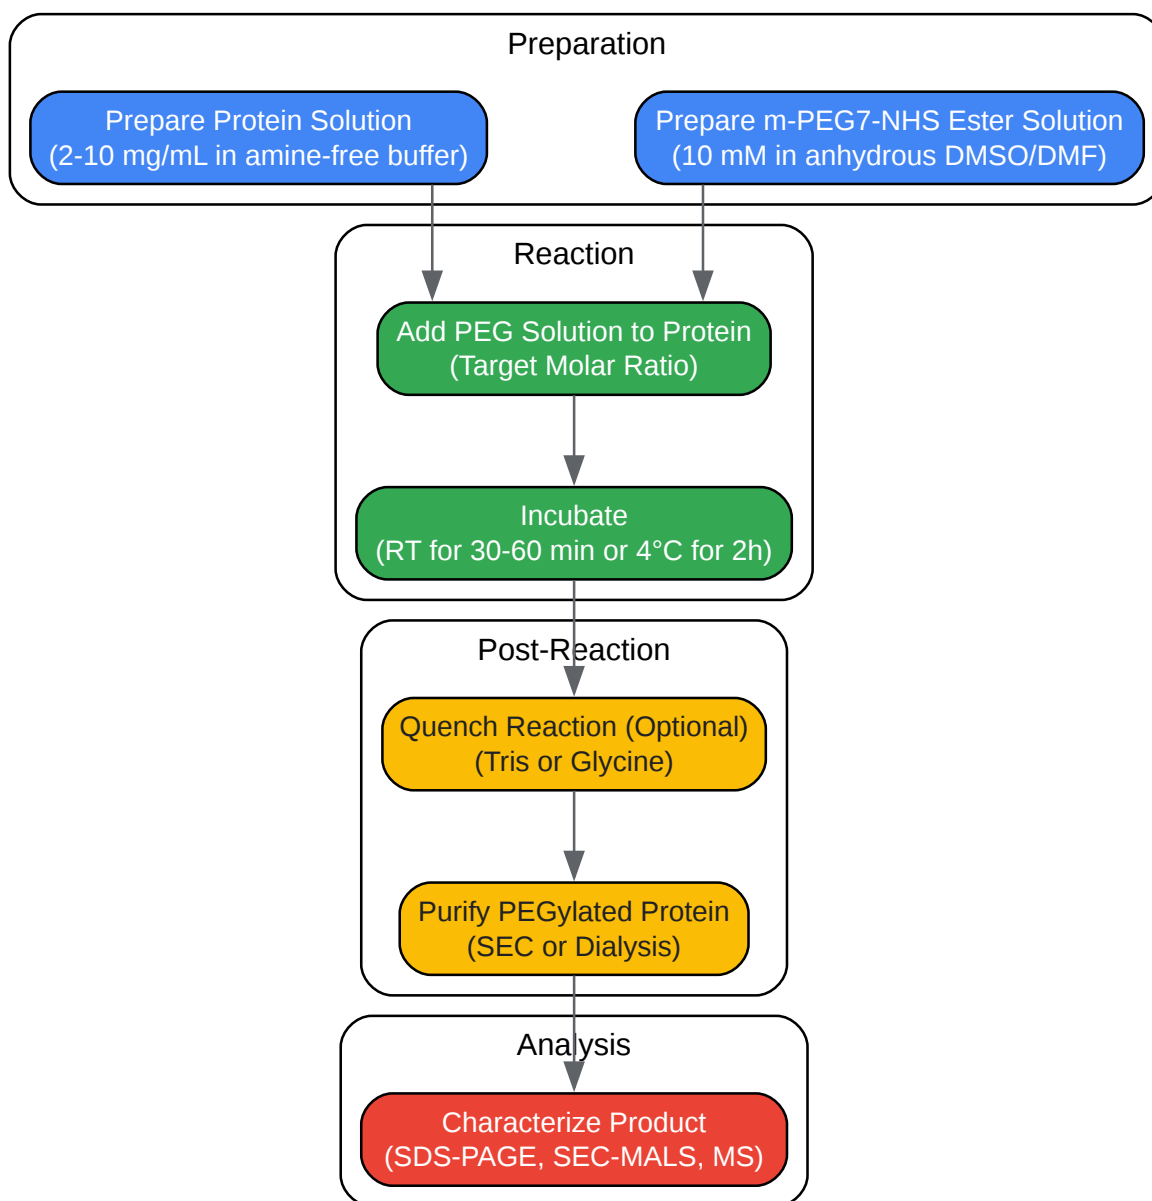 Preparation
Prepare Protein Solution
(2-10 mg/mL in amine-free buffer)
Prepare m-PEG7-NHS Ester Solution
(10 mM in anhydrous DMSO/DMF)
Reaction
Add PEG Solution to Protein
(Target Molar Ratio)
Incubate
(RT for 30-60 min or 4°C for 2h)
Post-Reaction
Quench Reaction (Optional)
(Tris or Glycine)
Purify PEGylated Protein
(SEC or Dialysis)
Analysis
Characterize Product
(SDS-PAGE, SEC-MALS, MS)